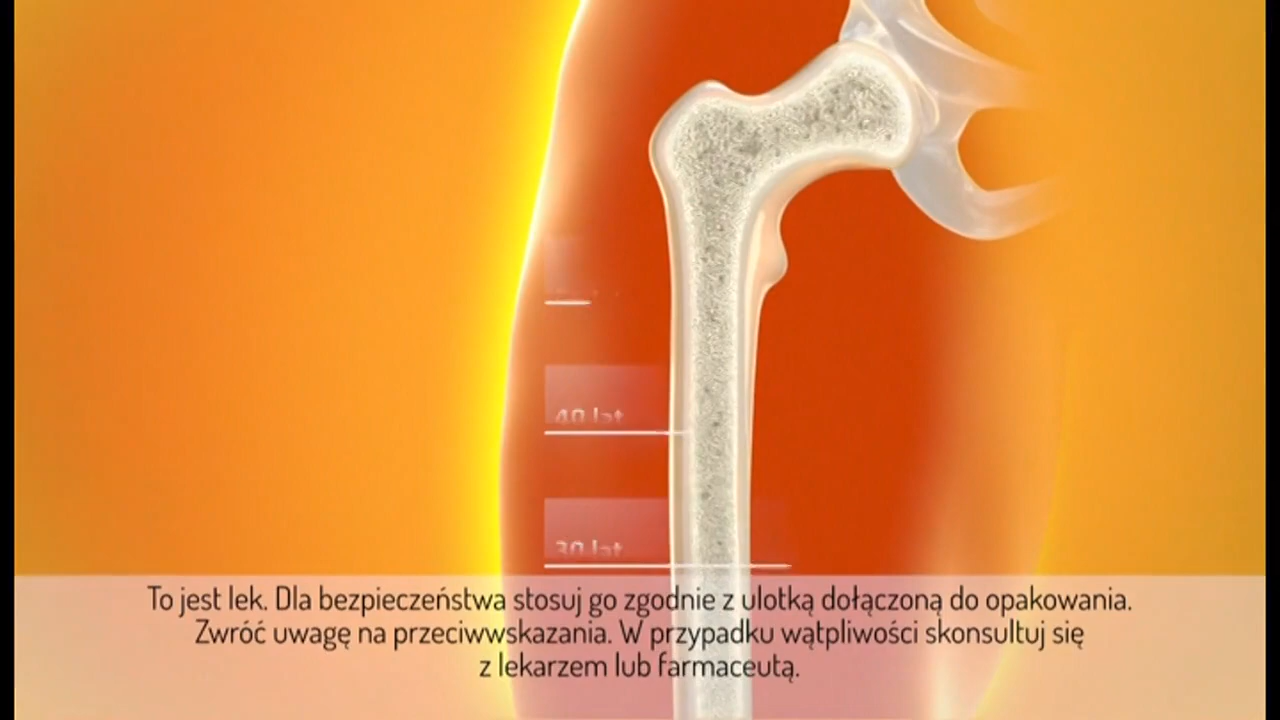 40 lat
30 lat
To jest lek. Dla bezpieczeństwa stosuj go zgodnie z ulotką dołączoną do opakowania.
Zwróć uwagę na przeciwwskazania. W przypadku wątpliwości skonsultuj się
z lekarzem lub farmaceutą.